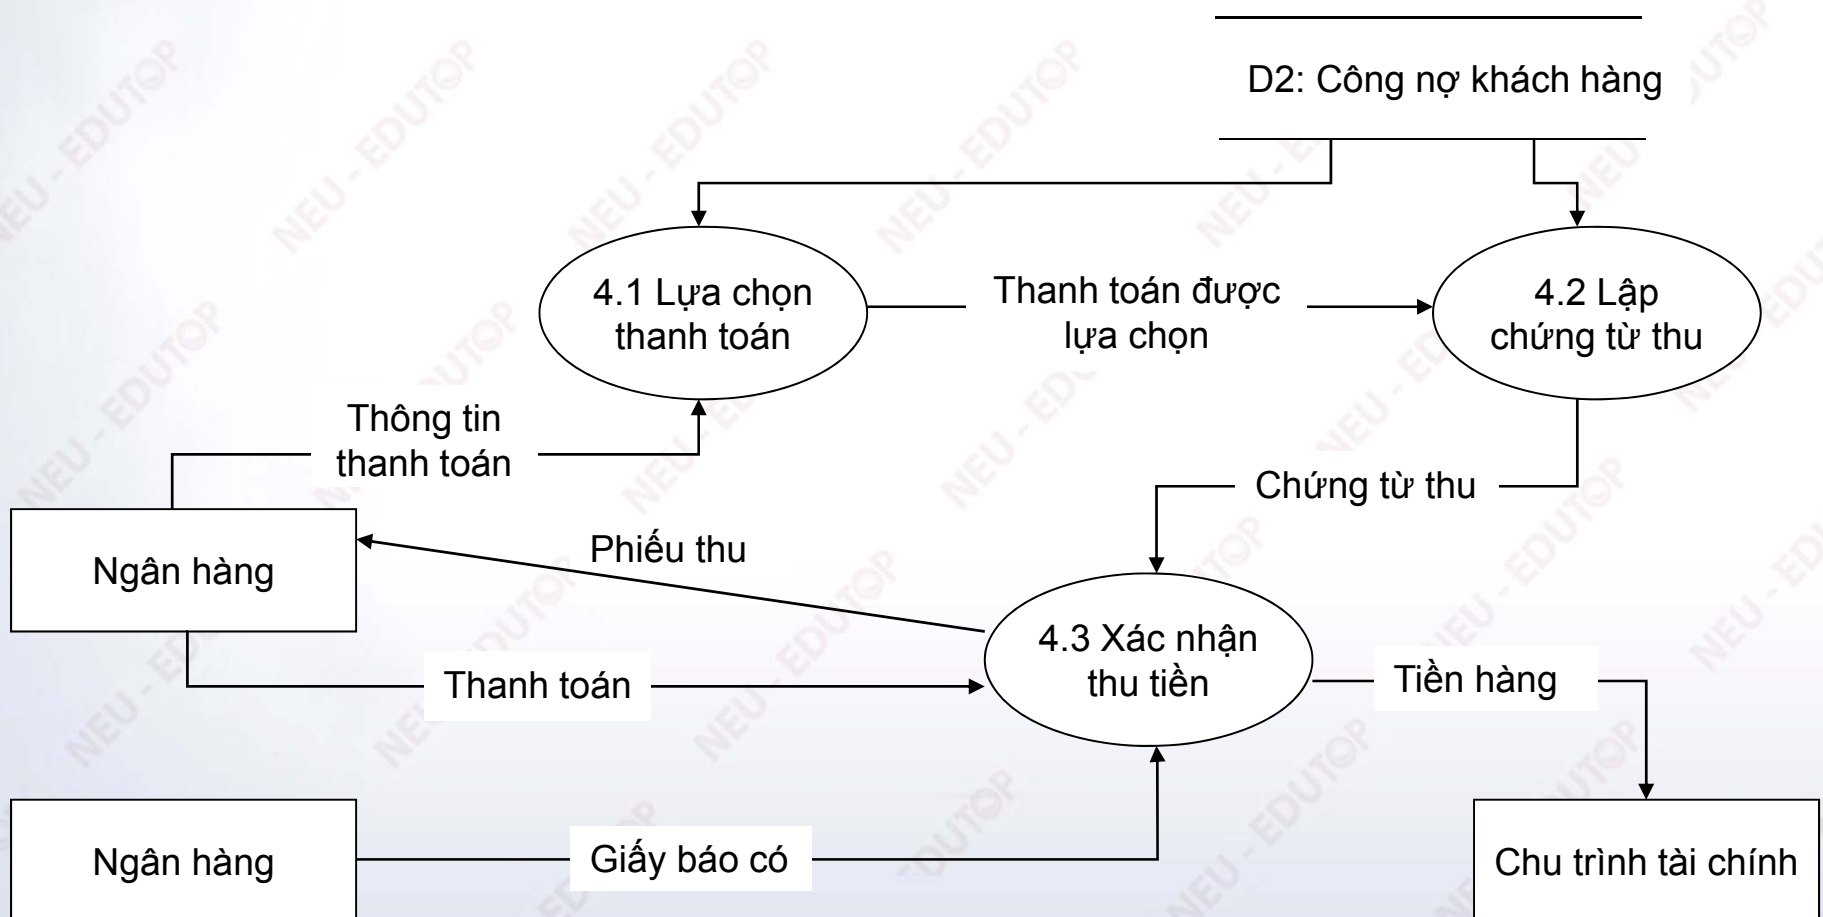 D2: Công nợ khách hàng
4.1 Lựa chọn
thanh toán
Thanh toán được
lựa chọn
4.2 Lập
chứng từ thu
Thông tin
thanh toán
Chứng từ thu
Ngân hàng
Phiếu thu
4.3 Xác nhận
thu tiền
Thanh toán
Tiền hàng
Ngân hàng
Giấy báo có
Chu trình tài chính
NEU - EDUTOP